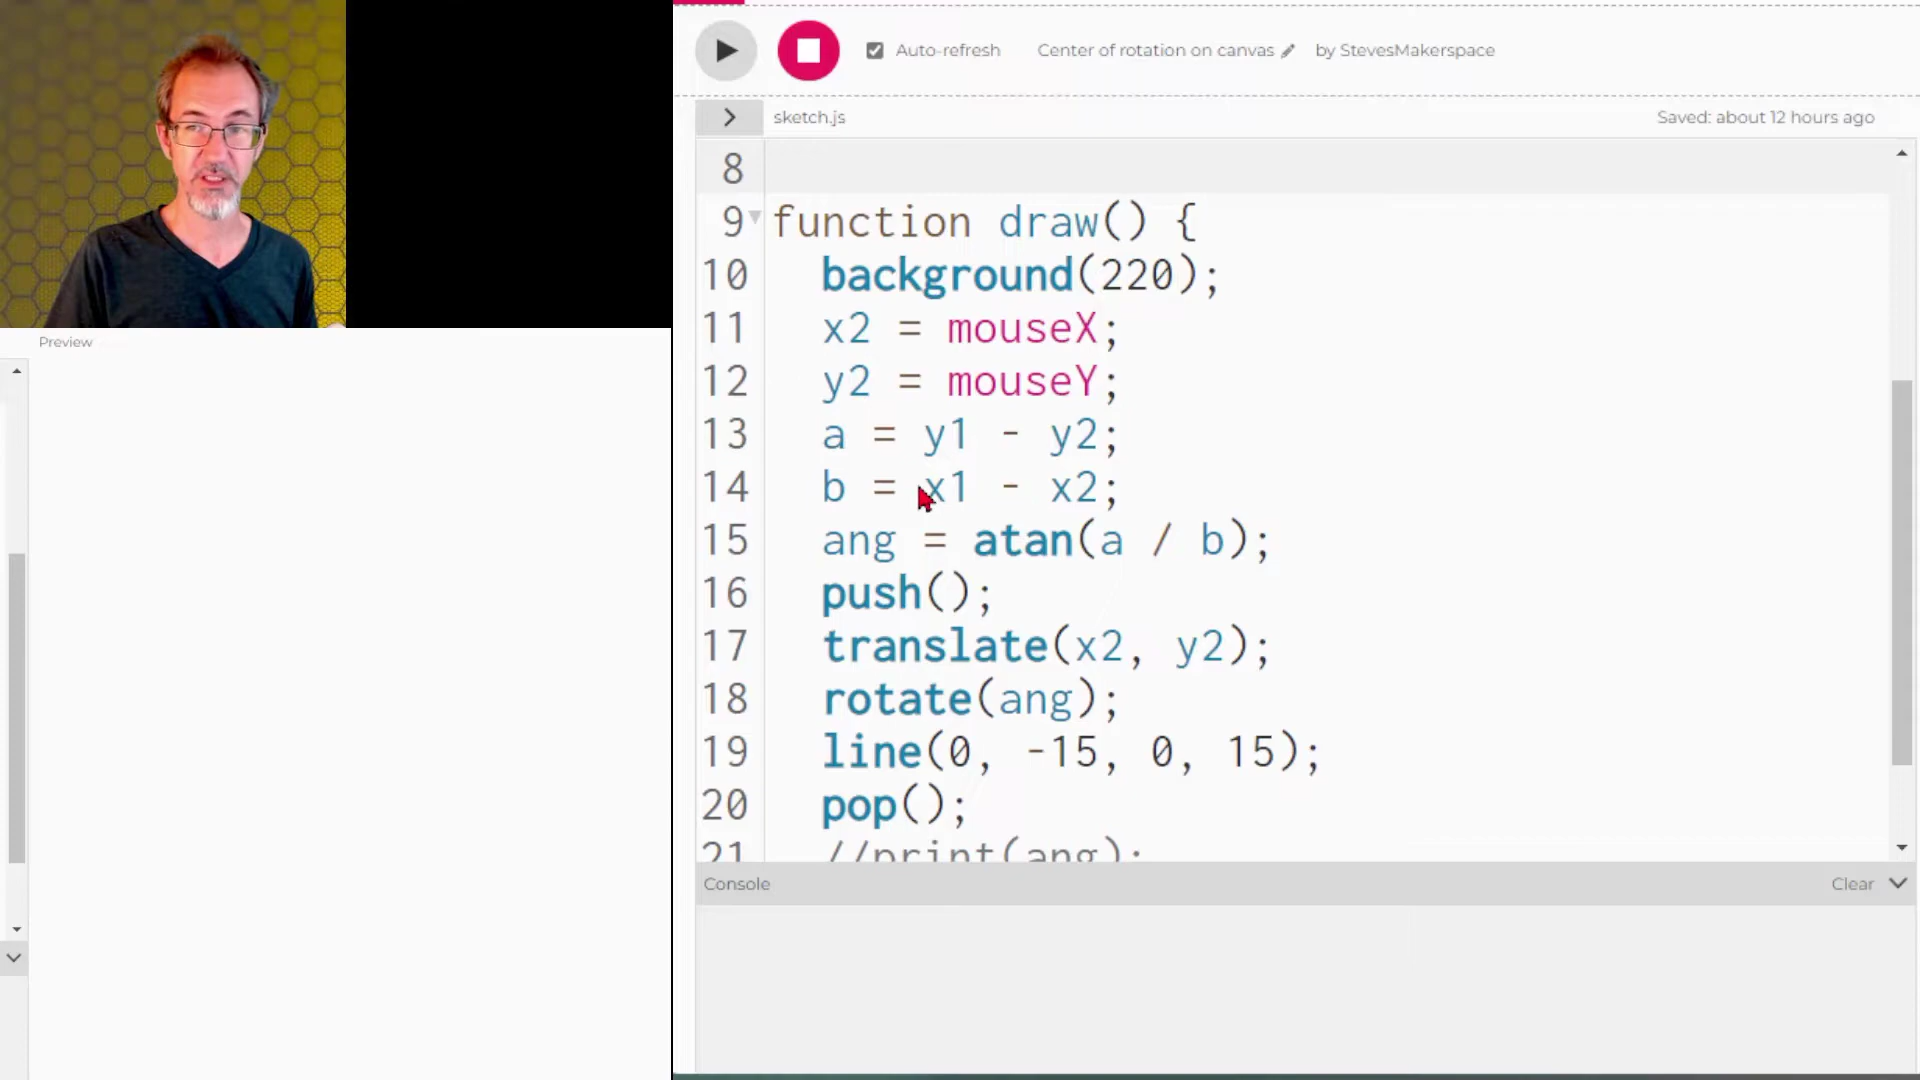 Auto-refresh Center of rotation on canvas by StevesMakerspace
sketch.js Saved: about 12 hours ago
8
9 function draw() {
10 background(220);
11 x2 = mouseX;
12 y2 = mouseY;
13 a = y1 - y2;
14 b = x1 - x2;
15 ang = atan(a / b);
16 push();
17 translate(x2, y2);
18 rotate(ang);
19 line(0, -15, 0, 15);
20 pop();
21 //print(ang);
Console Clear
Preview